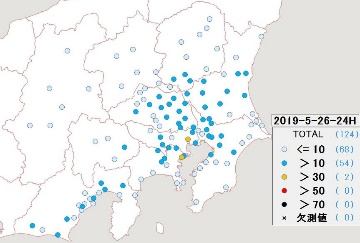 2019-5-26-24H
TOTAL (124)
<= 10 (68)
＞10 (54)
＞30 ( 2)
＞50 ( 0)
＞70 ( 0)
× 欠測値 ( 0)